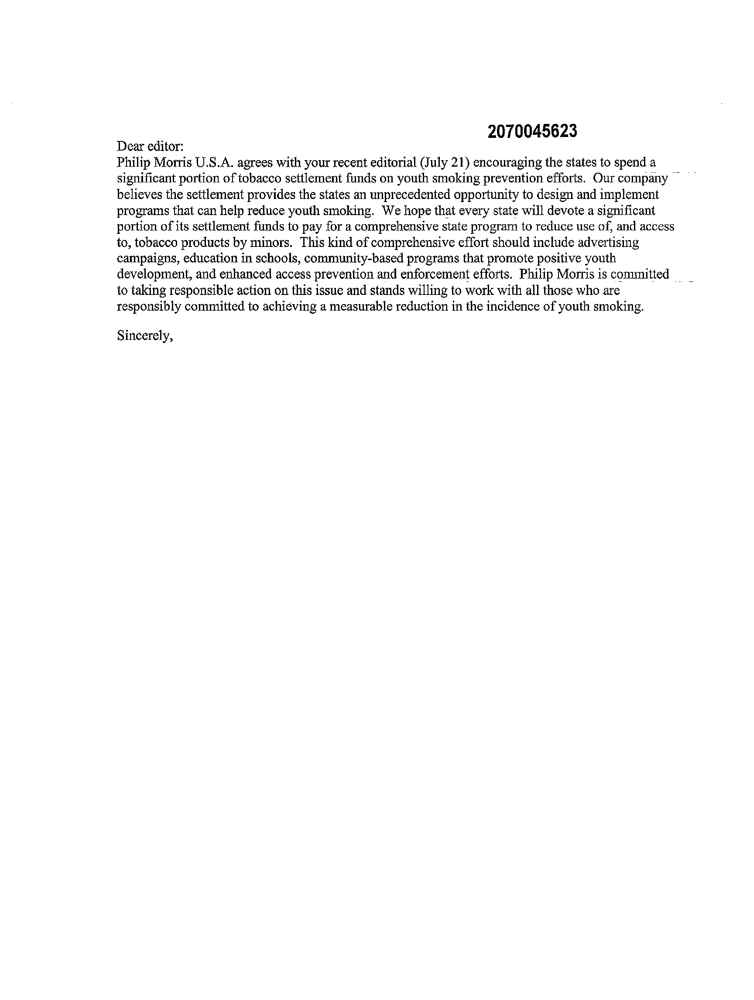 2070045623
Dear editor:
Philip Morris U.S.A. agrees with your recent editorial (July 21) encouraging the states to spend a
significant portion of tobacco settlement funds on youth smoking prevention efforts. Our company
believes the settlement provides the states an unprecedented opportunity to design and implement
programs that can help reduce youth smoking. We hope that every state will devote a significant
portion of its settlement funds to pay for a comprehensive state program to reduce use of, and access
to, tobacco products by minors. This kind of comprehensive effort should include advertising
campaigns, education in schools, community-based programs that promote positive youth
development, and enhanced access prevention and enforcement efforts. Philip Morris is committed
to taking responsible action on this issue and stands willing to work with all those who are
responsibly committed to achieving a measurable reduction in the incidence of youth smoking.
Sincerely,